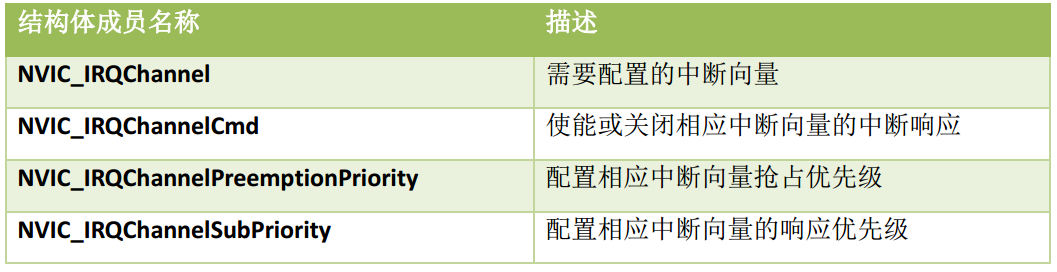 结构体成员名称 描述
NVIC_IRQChannel 需要配置的中断向量
NVIC_IRQChannelCmd 使能或关闭相应中断向量的中断响应
NVIC_IRQChannelPreemptionPriority 配置相应中断向量抢占优先级
NVIC_IRQChannelSubPriority 配置相应中断向量的响应优先级